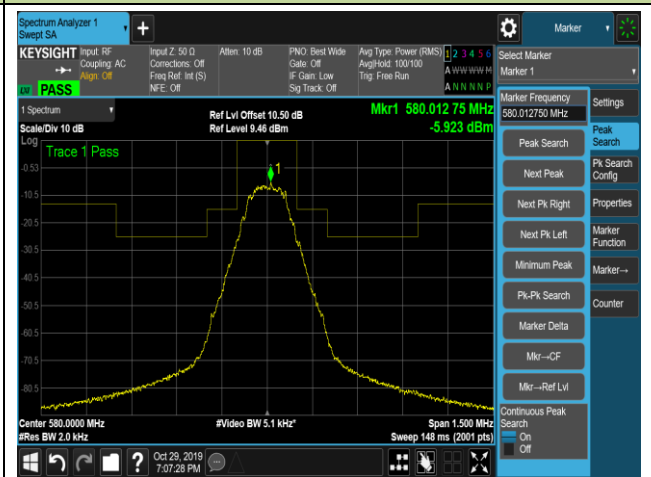 Spectrum Analyzer 1
Swept SA
Marker
KEYSIGHT
Input: RF
Coupling: AC
Align: Off
Input Z: 50 Ω
Corrections: Off
Freq Ref: Int (S)
NFE: Off
Atten: 10 dB
PNO: Best Wide
Gate: Off
IF Gain: Low
Sig Track: Off
Avg Type: Power (RMS)
Avg|Hold: 100/100
Trig: Free Run
1 2 3 4 5 6
A W W W W M
A N N N N P
PASS
Select Marker
Marker 1
1 Spectrum
Scale/Div 10 dB
Ref Lvl Offset 10.50 dB
Ref Level 9.46 dBm
Mkr1 580.012 75 MHz
-5.923 dBm
Log
Trace 1 Pass
1
-0.53
-10.5
-20.5
-30.5
-40.5
-50.5
-60.5
-70.5
-80.5
Center 580.0000 MHz
#Res BW 2.0 kHz
#Video BW 5.1 kHz*
Span 1.500 MHz
Sweep 148 ms (2001 pts)
Marker Frequency
580.012750 MHz
Peak Search
Next Peak
Next Pk Right
Next Pk Left
Minimum Peak
Pk-Pk Search
Marker Delta
Mkr→CF
Mkr→Ref Lvl
Continuous Peak
Search
On
Off
Settings
Peak
Search
Pk Search
Config
Properties
Marker
Function
Marker→
Counter
Oct 29, 2019
7:07:28 PM